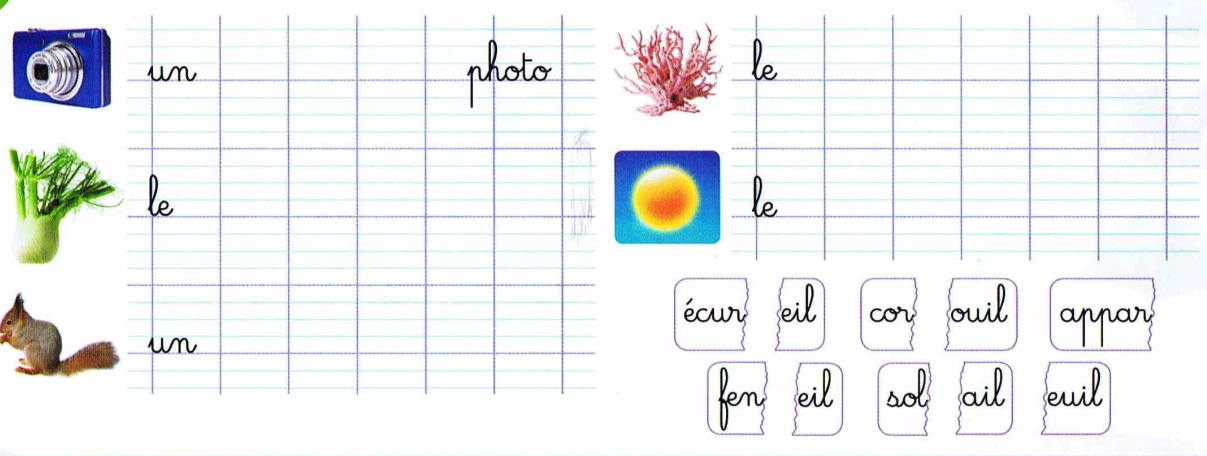 un photo
le
un
le
le
écur eil cor ouil appar
fen eil sol ail euil